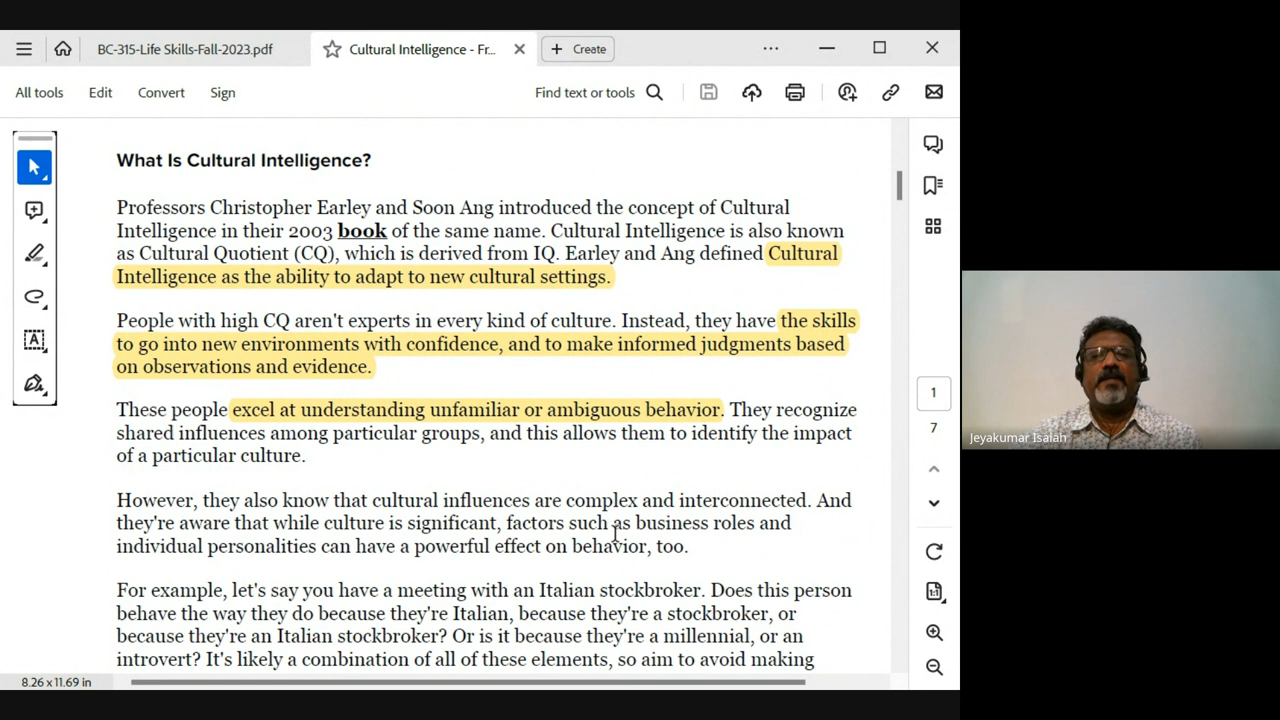 BC-315-Life Skills-Fall-2023.pdf
Cultural Intelligence - Fr...
Create
All tools
Edit
Convert
Sign
Find text or tools
What Is Cultural Intelligence?
Professors Christopher Earley and Soon Ang introduced the concept of Cultural
Intelligence in their 2003 book of the same name. Cultural Intelligence is also known
as Cultural Quotient (CQ), which is derived from IQ. Earley and Ang defined Cultural
Intelligence as the ability to adapt to new cultural settings.
People with high CQ aren't experts in every kind of culture. Instead, they have the skills
to go into new environments with confidence, and to make informed judgments based
on observations and evidence.
These people excel at understanding unfamiliar or ambiguous behavior. They recognize
shared influences among particular groups, and this allows them to identify the impact
of a particular culture.
However, they also know that cultural influences are complex and interconnected. And
they're aware that while culture is significant, factors such as business roles and
individual personalities can have a powerful effect on behavior, too.
For example, let's say you have a meeting with an Italian stockbroker. Does this person
behave the way they do because they're Italian, because they're a stockbroker, or
because they're an Italian stockbroker? Or is it because they're a millennial, or an
introvert? It's likely a combination of all of these elements, so aim to avoid making
8.26 x 11.69 in
1
7
1:1
Jeyakumar Isaiah